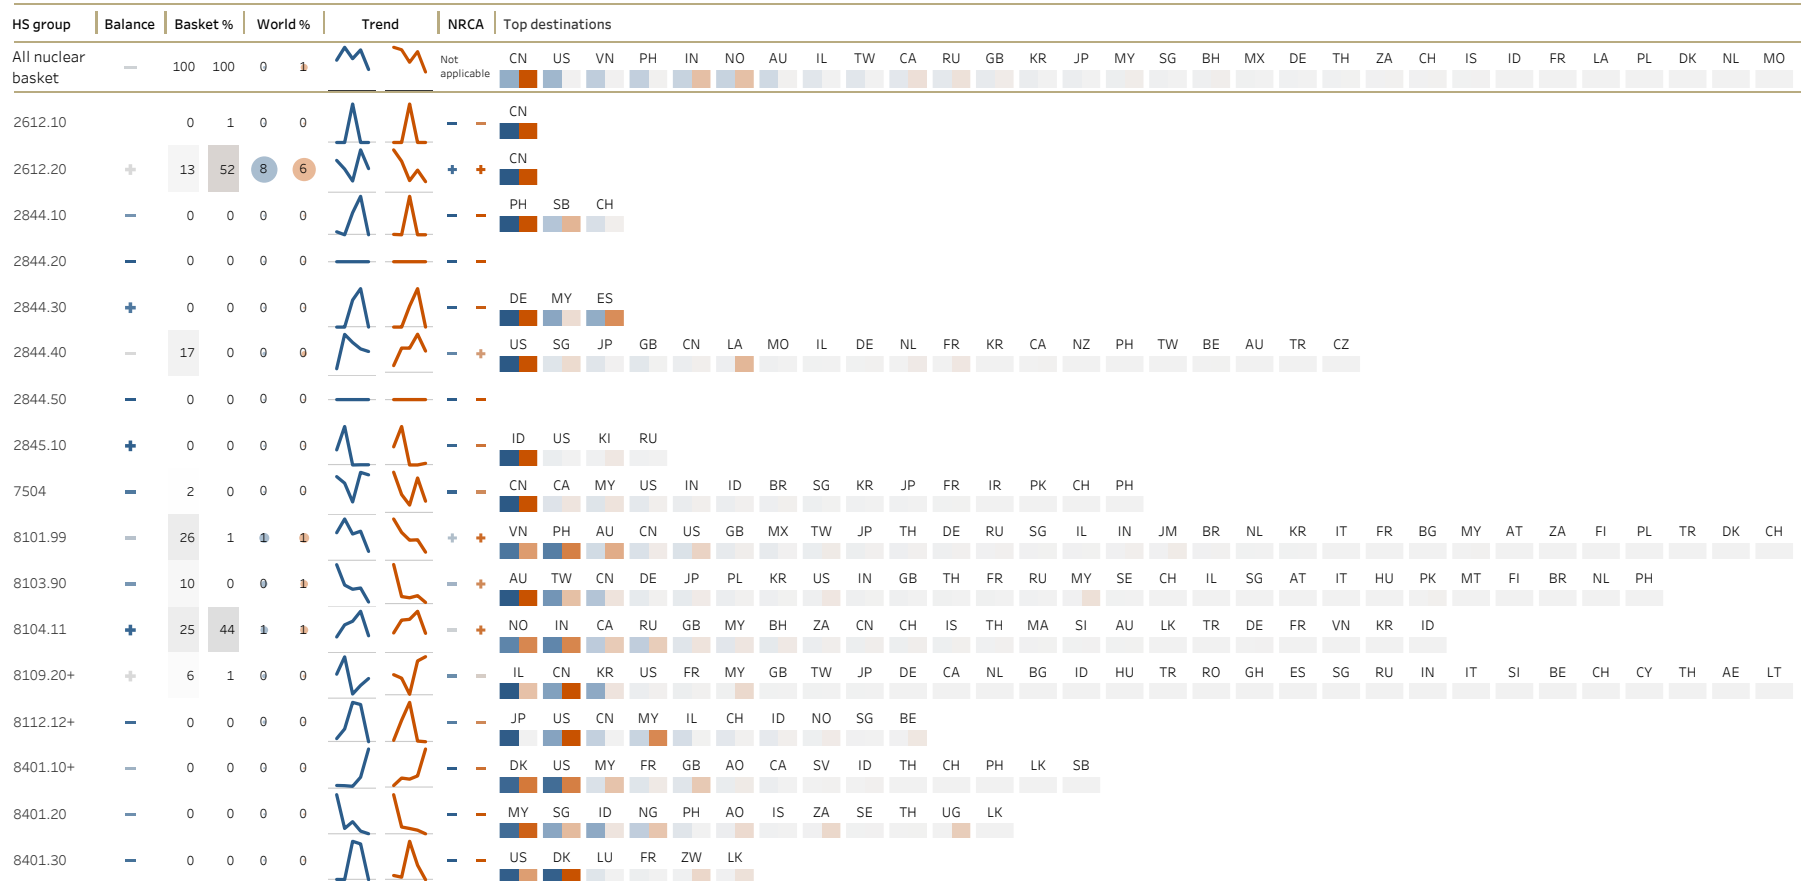 HS group Balance Basket % World % Trend NRCA Top destinations
All nuclear basket 100 100 0 1 Not applicable CN US VN PH IN NO AU IL TW CA RU GB KR JP MY SG BH MX DE TH ZA CH IS ID FR LA PL DK NL MO
2612.10 0 1 0 0 − − CN
2612.20 + 13 52 8 6 + + CN
2844.10 − 0 0 0 0 − − PH SB CH
2844.20 − 0 0 0 0 − −
2844.30 + 0 0 0 0 − − DE MY ES
2844.40 − 17 0 0 0 − + US SG JP GB CN LA MO IL DE NL FR KR CA NZ PH TW BE AU TR CZ
2844.50 − 0 0 0 0 − −
2845.10 + 0 0 0 0 − − ID US KI RU
7504 − 2 0 0 0 − − CN CA MY US IN ID BR SG KR JP FR IR PK CH PH
8101.99 − 26 1 1 1 + + VN PH AU CN US GB MX TW JP TH DE RU SG IL IN JM BR NL KR IT FR BG MY AT ZA FI PL TR DK CH
8103.90 − 10 0 0 1 − + AU TW CN DE JP PL KR US IN GB TH FR RU MY SE CH IL SG AT IT HU PK MT FI BR NL PH
8104.11 + 25 44 1 1 − + NO IN CA RU GB MY BH ZA CN CH IS TH MA SI AU LK TR DE FR VN KR ID
8109.20+ + 6 1 0 0 − − IL CN KR US FR MY GB TW JP DE CA NL BG ID HU TR RO GH ES SG RU IN IT SI BE CH CY TH AE LT
8112.12+ − 0 0 0 0 − − JP US CN MY IL CH ID NO SG BE
8401.10+ − 0 0 0 0 − − DK US MY FR GB AO CA SV ID TH CH PH LK SB
8401.20 − 0 0 0 0 − − MY SG ID NG PH AO IS ZA SE TH UG LK
8401.30 − 0 0 0 0 − − US DK LU FR ZW LK